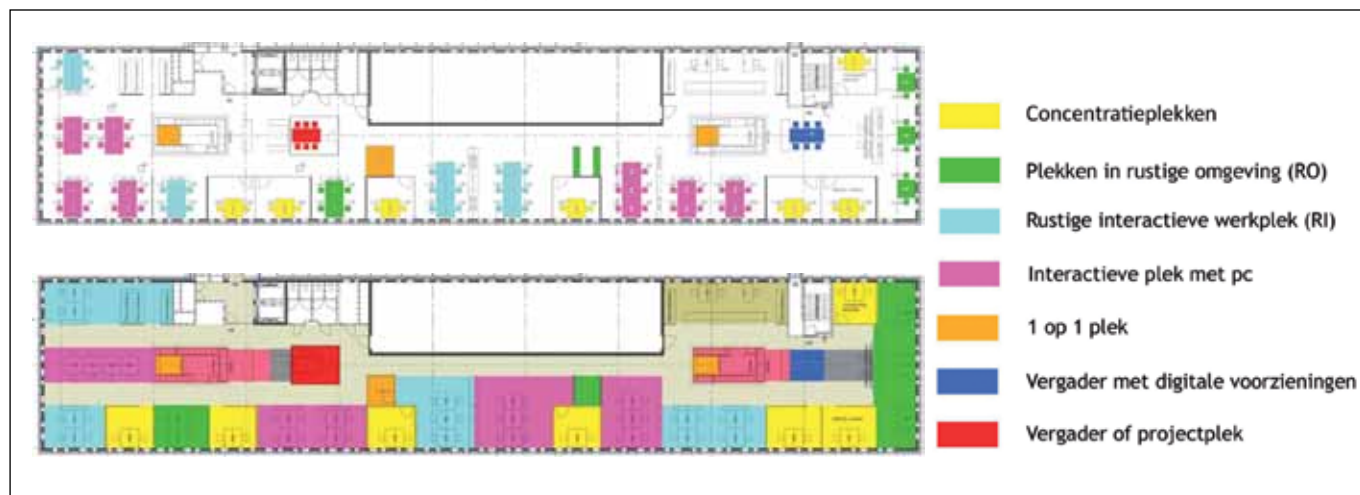 Concentratieplekken
Plekken in rustige omgeving (RO)
Rustige interactieve werkplek (RI)
Interactieve plek met pc
1 op 1 plek
Vergader met digitale voorzieningen
Vergader of projectplek